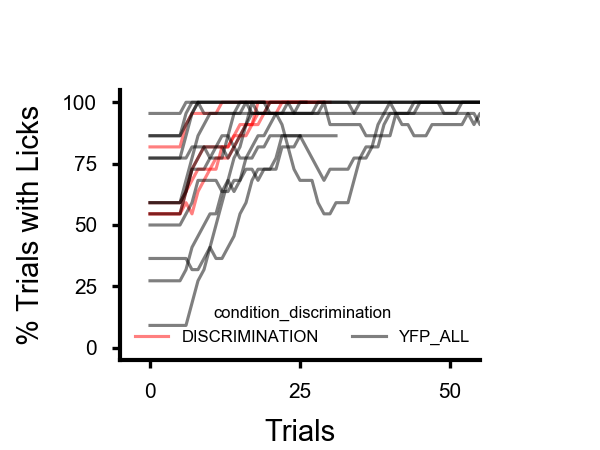 % Trials with Licks
100
75
50
25
0
condition_discrimination
DISCRIMINATION YFP_ALL
0 25 50
Trials